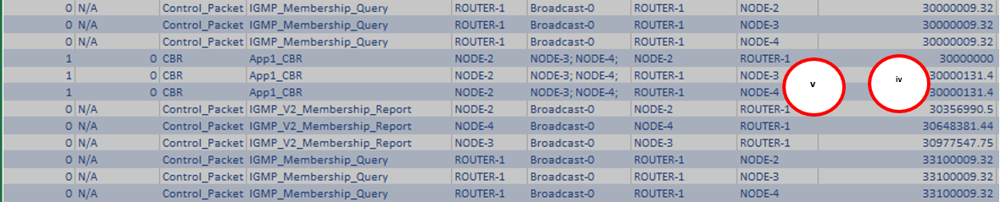 0 N/A Control_Packet IGMP_Membership_Query ROUTER-1 Broadcast-0 ROUTER-1 NODE-2 30000009.32
0 N/A Control_Packet IGMP_Membership_Query ROUTER-1 Broadcast-0 ROUTER-1 NODE-3 30000009.32
0 N/A Control_Packet IGMP_Membership_Query ROUTER-1 Broadcast-0 ROUTER-1 NODE-4 30000009.32
1 0 CBR App1_CBR NODE-2 NODE-3; NODE-4; NODE-2 ROUTER-1 30000000
1 0 CBR App1_CBR NODE-2 NODE-3; NODE-4; ROUTER-1 NODE-3 v iv 30000131.4
1 0 CBR App1_CBR NODE-2 NODE-3; NODE-4; ROUTER-1 NODE-4 30000131.4
0 N/A Control_Packet IGMP_V2_Membership_Report NODE-2 Broadcast-0 NODE-2 ROUTER-1 30356990.5
0 N/A Control_Packet IGMP_V2_Membership_Report NODE-4 Broadcast-0 NODE-4 ROUTER-1 30648381.44
0 N/A Control_Packet IGMP_V2_Membership_Report NODE-3 Broadcast-0 NODE-3 ROUTER-1 30977547.75
0 N/A Control_Packet IGMP_Membership_Query ROUTER-1 Broadcast-0 ROUTER-1 NODE-2 33100009.32
0 N/A Control_Packet IGMP_Membership_Query ROUTER-1 Broadcast-0 ROUTER-1 NODE-3 33100009.32
0 N/A Control_Packet IGMP_Membership_Query ROUTER-1 Broadcast-0 ROUTER-1 NODE-4 33100009.32